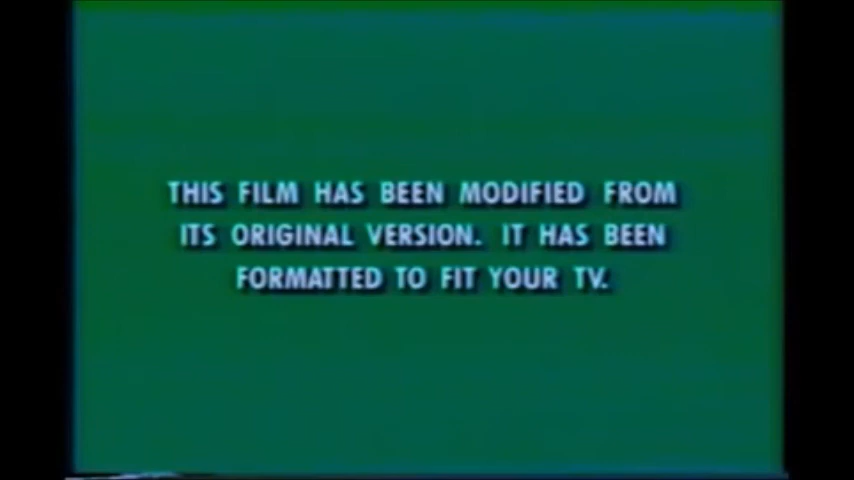 THIS FILM HAS BEEN MODIFIED FROM
ITS ORIGINAL VERSION. IT HAS BEEN
FORMATTED TO FIT YOUR TV.